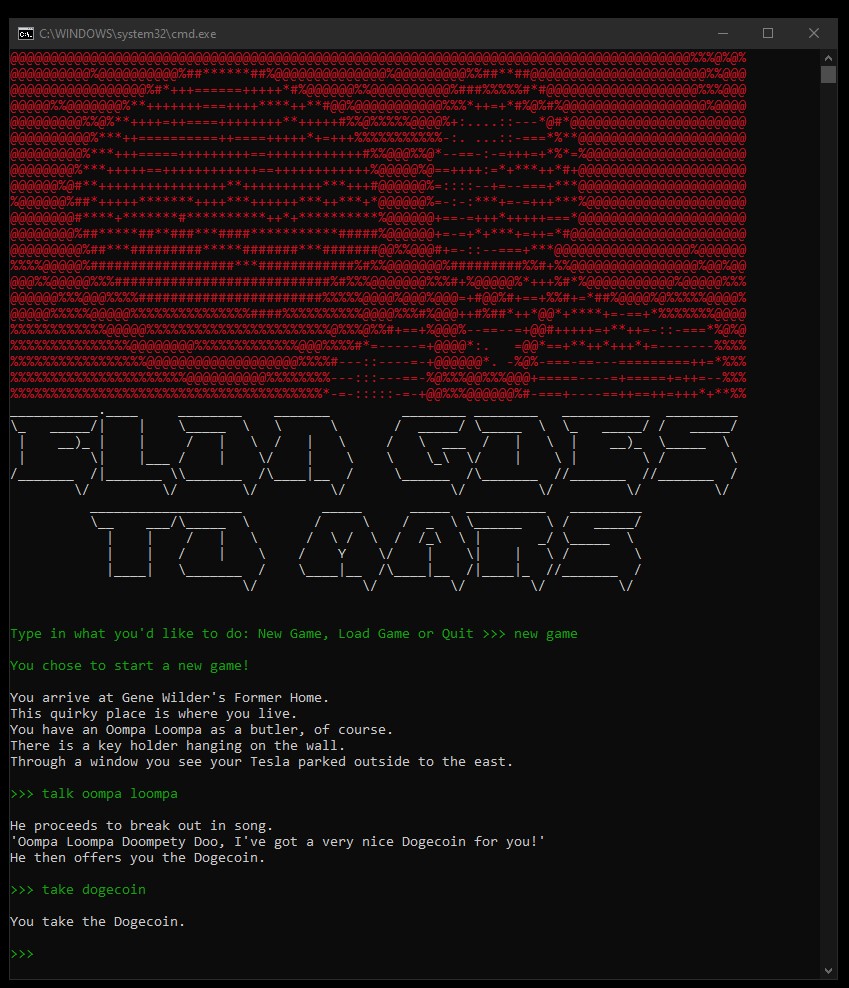 C:\WINDOWS\system32\cmd.exe
ELON GOES
TO MARS
Type in what you'd like to do: New Game, Load Game or Quit >>> new game
You chose to start a new game!
You arrive at Gene Wilder's Former Home.
This quirky place is where you live.
You have an Oompa Loompa as a butler, of course.
There is a key holder hanging on the wall.
Through a window you see your Tesla parked outside to the east.
>>> talk oompa loompa
He proceeds to break out in song.
'Oompa Loompa Doompety Doo, I've got a very nice Dogecoin for you!'
He then offers you the Dogecoin.
>>> take dogecoin
You take the Dogecoin.
>>>